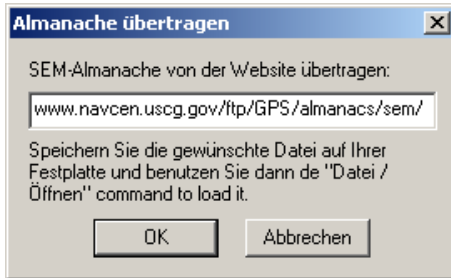 Almanache übertragen
SEM-Almanache von der Website übertragen:
www.navcen.uscg.gov/ftp/GPS/almanacs/sem/
Speichern Sie die gewünschte Datei auf Ihrer
Festplatte und benutzen Sie dann de "Datei /
Öffnen" command to load it.
OK
Abbrechen